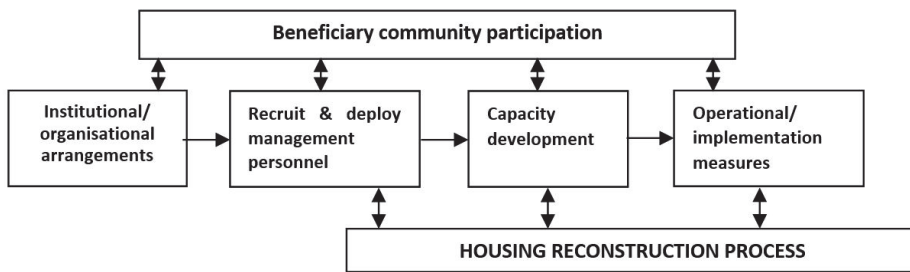 Beneficiary community participation
Institutional/
organisational
arrangements
Recruit & deploy
management
personnel
Capacity
development
Operational/
implementation
measures
HOUSING RECONSTRUCTION PROCESS